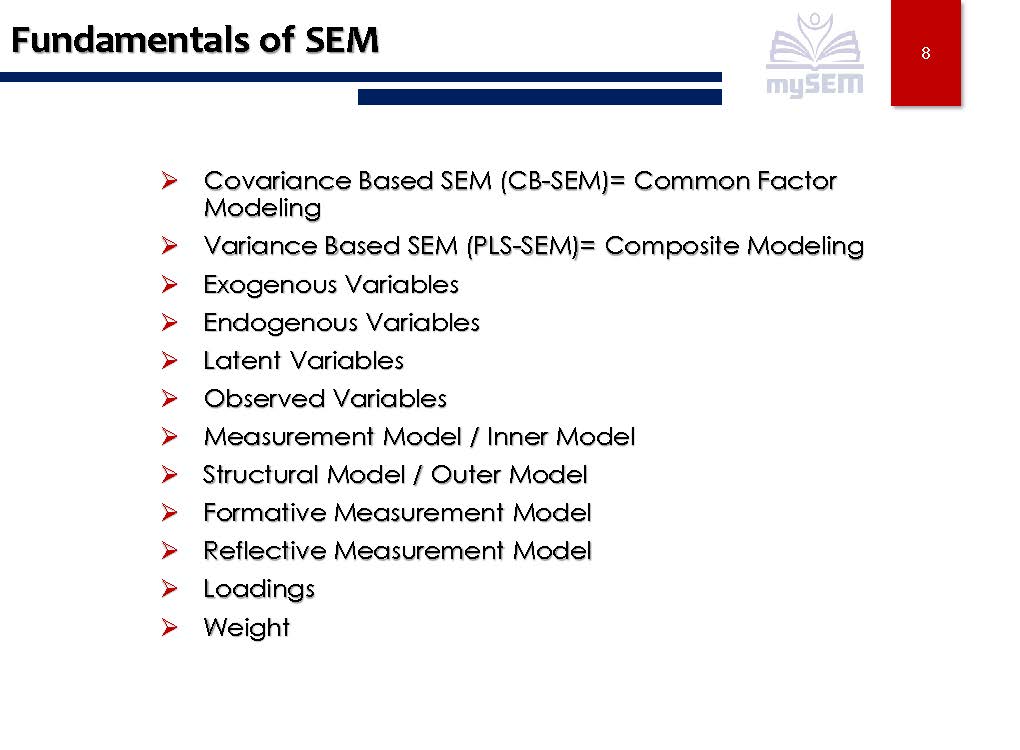 Fundamentals of SEM
mySEM
8
➢ Covariance Based SEM (CB-SEM)= Common Factor
Modeling
➢ Variance Based SEM (PLS-SEM)= Composite Modeling
➢ Exogenous Variables
➢ Endogenous Variables
➢ Latent Variables
➢ Observed Variables
➢ Measurement Model / Inner Model
➢ Structural Model / Outer Model
➢ Formative Measurement Model
➢ Reflective Measurement Model
➢ Loadings
➢ Weight